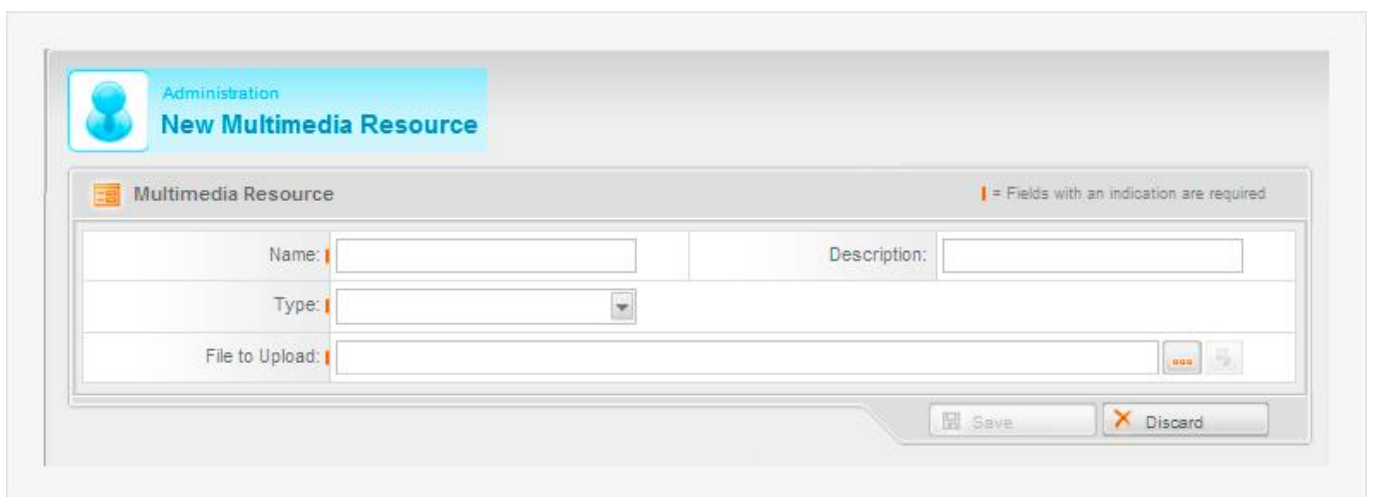 Administration
New Multimedia Resource
Multimedia Resource
= Fields with an indication are required
Name:
Description:
Type:
File to Upload:
...
Save
Discard